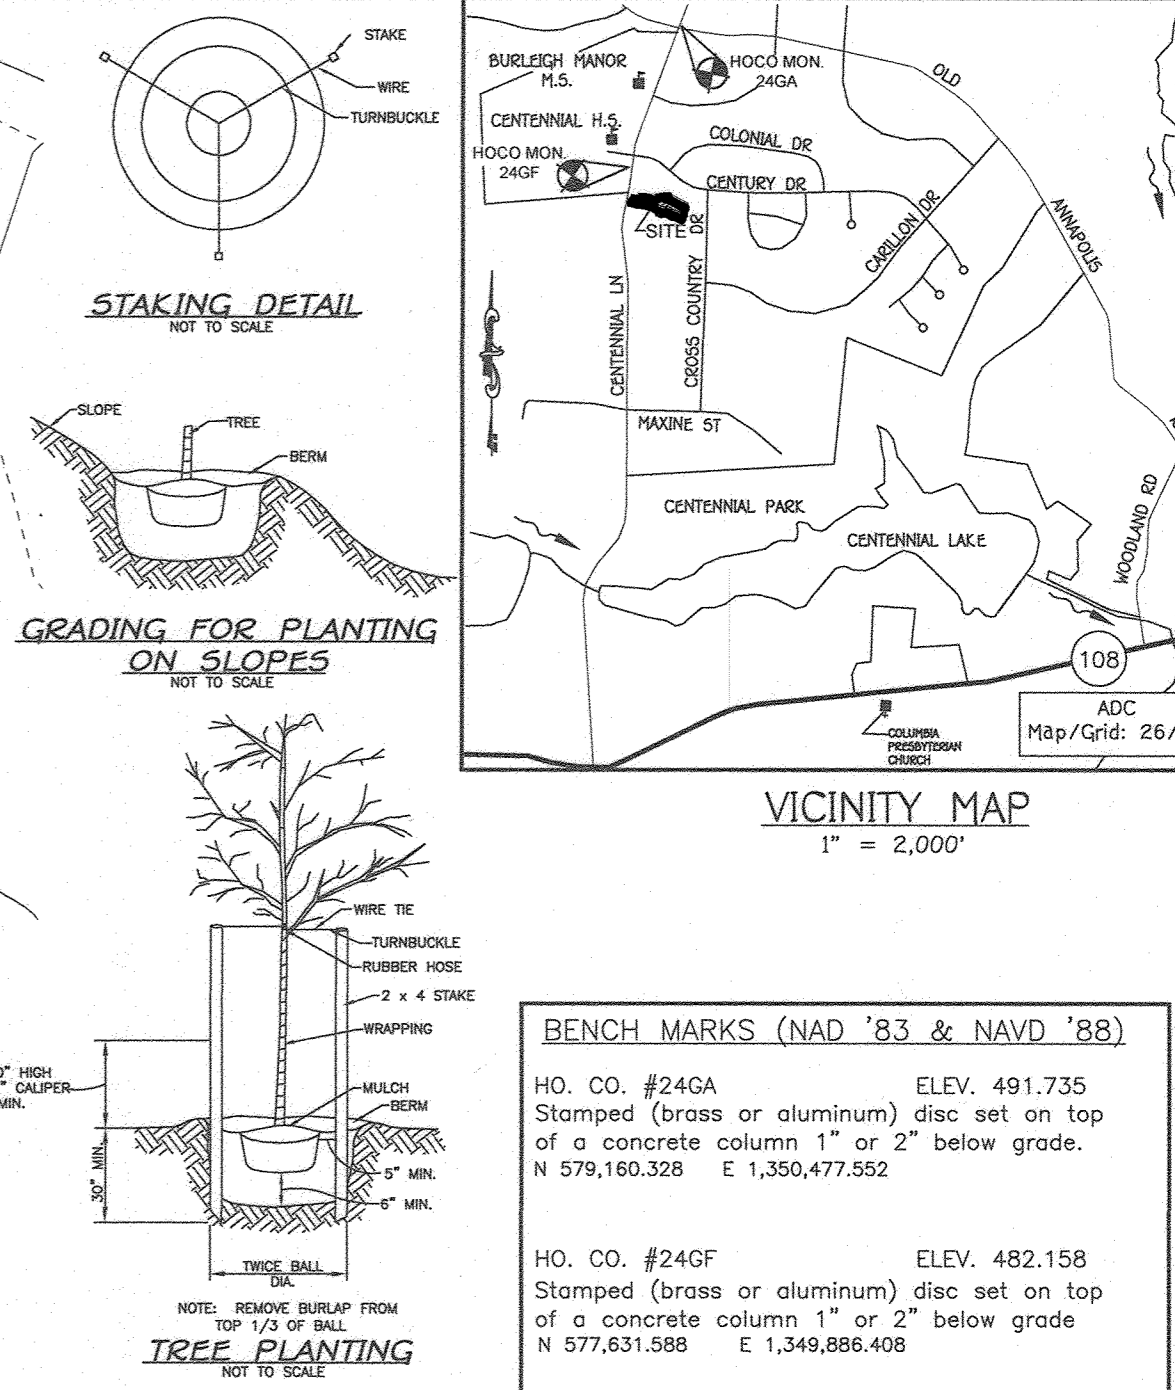 STAKE
WIRE
TURNBUCKLE
STAKING DETAIL
NOT TO SCALE
SLOPE
TREE
BERM
GRADING FOR PLANTING
ON SLOPES
NOT TO SCALE
WIRE TIE
TURNBUCKLE
RUBBER HOSE
2 x 4 STAKE
WRAPPING
HIGH
CALIPER
MIN.
MULCH
BERM
30" MIN.
5" MIN.
6" MIN.
TWICE BALL
DIA.
NOTE: REMOVE BURLAP FROM
TOP 1/3 OF BALL
TREE PLANTING
NOT TO SCALE
BURLEIGH MANOR
M.S.
HOCO MON.
24GA
OLD
CENTENNIAL H.S.
COLONIAL DR
HOCO MON.
24GF
CENTURY DR
SITE
CARILLON DR
ANNAPOLIS
CENTENNIAL LN
CROSS COUNTRY DR
MAXINE ST
CENTENNIAL PARK
CENTENNIAL LAKE
WOODLAND RD
108
ADC
Map/Grid: 26/
COLUMBIA
PRESBYTERIAN
CHURCH
VICINITY MAP
1" = 2,000'
BENCH MARKS (NAD '83 & NAVD '88)
HO. CO. #24GA ELEV. 491.735
Stamped (brass or aluminum) disc set on top
of a concrete column 1" or 2" below grade.
N 579,160.328 E 1,350,477.552
HO. CO. #24GF ELEV. 482.158
Stamped (brass or aluminum) disc set on top
of a concrete column 1" or 2" below grade
N 577,631.588 E 1,349,886.408